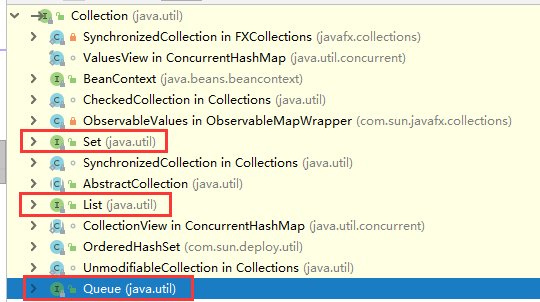 Collection (java.util)
SynchronizedCollection in FXCollections (javafx.collections)
ValuesView in ConcurrentHashMap (java.util.concurrent)
BeanContext (java.beans.beancontext)
CheckedCollection in Collections (java.util)
ObservableValues in ObservableMapWrapper (com.sun.javafx.collections)
Set (java.util)
SynchronizedCollection in Collections (java.util)
AbstractCollection (java.util)
List (java.util)
CollectionView in ConcurrentHashMap (java.util.concurrent)
OrderedHashSet (com.sun.deploy.util)
UnmodifiableCollection in Collections (java.util)
Queue (java.util)